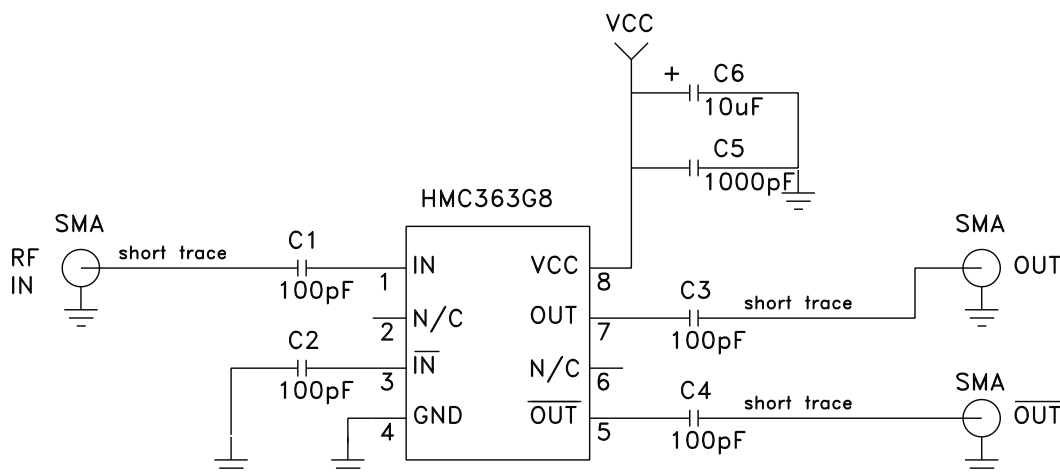 VCC
+
C6
10uF
C5
1000pF
HMC363G8
SMA
RF
IN
short trace
C1
100pF
1
IN
VCC
8
SMA
OUT
2
N/C
OUT
7
C3
100pF
short trace
C2
100pF
3
IN
N/C
6
4
GND
OUT
5
C4
100pF
short trace
SMA
OUT